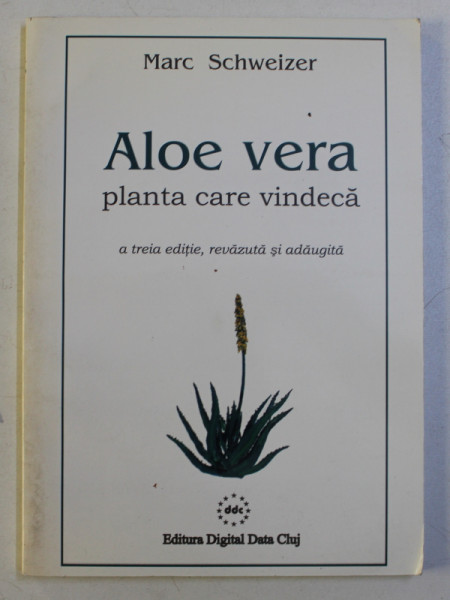 Marc Schweizer
Aloe vera
planta care vindecă
a treia ediție, revăzută și adăugită
ddc
Editura Digital Data Cluj